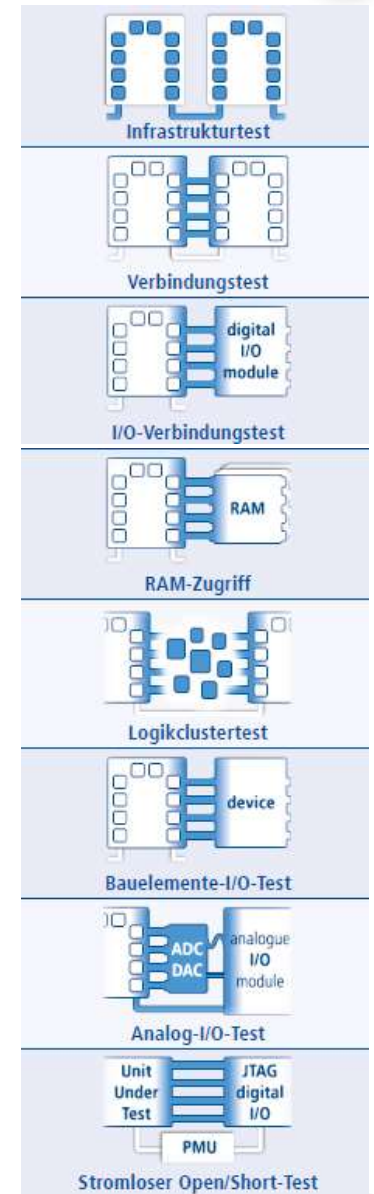 Infrastrukturtest
Verbindungstest
digital
I/O
module
I/O-Verbindungstest
RAM
RAM-Zugriff
Logikclustertest
device
Bauelemente-I/O-Test
ADC
DAC
analogue
I/O
module
Analog-I/O-Test
Unit
Under
Test
JTAG
digital
I/O
PMU
Stromloser Open/Short-Test